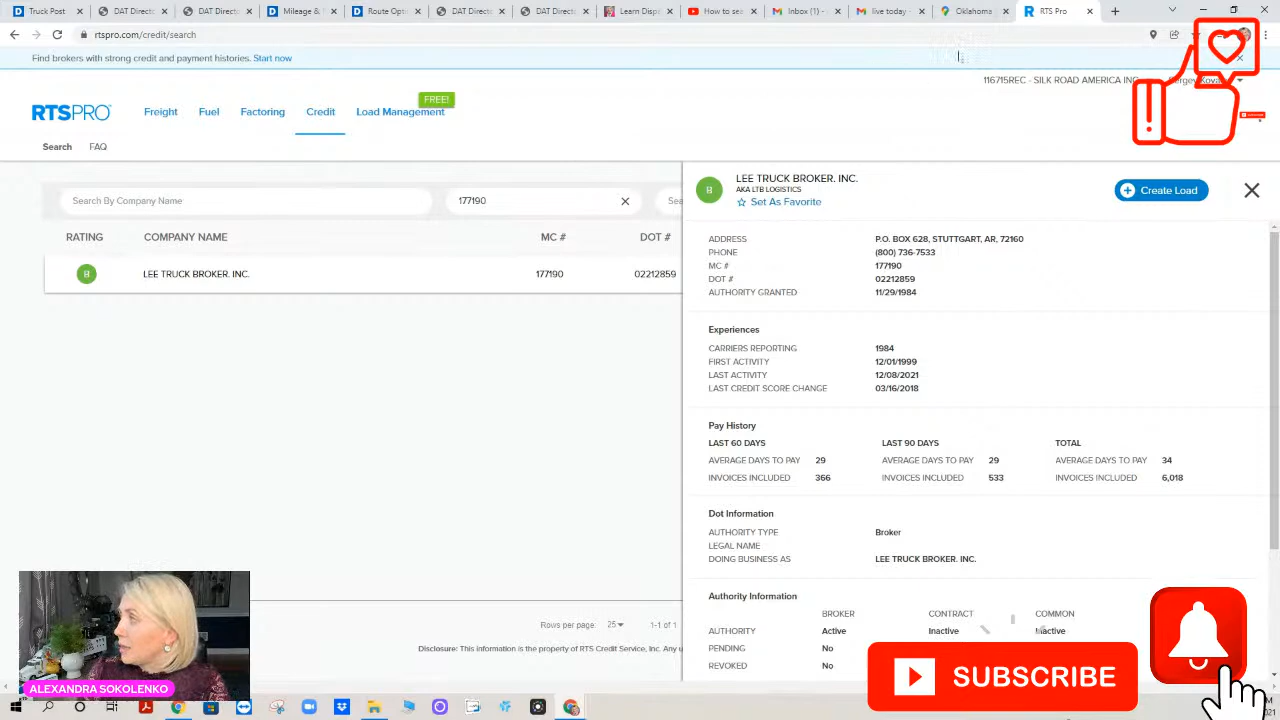 Truck Post
DAT Directo
DAT Directo
Mileage &
Route Opti
DAT Directo
DAT Directo
Learn Disp
How to sea
Inbox (1) -
live today -
Oklahoma
RTS Pro
rtspro.com/credit/search
Find brokers with strong credit and payment histories. Start now
116715REC - SILK ROAD AMERICA INC
RTSPRO
Freight
Fuel
Factoring
Credit
Load Management
FREE!
Search
FAQ
Search By Company Name
177190
RATING
COMPANY NAME
MC #
DOT #
B
LEE TRUCK BROKER. INC.
177190
02212859
B
LEE TRUCK BROKER. INC.
AKA LTB LOGISTICS
Set As Favorite
Create Load
ADDRESS P.O. BOX 628, STUTTGART, AR, 72160
PHONE (800) 736-7533
MC # 177190
DOT # 02212859
AUTHORITY GRANTED 11/29/1984
Experiences
CARRIERS REPORTING 1984
FIRST ACTIVITY 12/01/1999
LAST ACTIVITY 12/08/2021
LAST CREDIT SCORE CHANGE 03/16/2018
Pay History
LAST 60 DAYS LAST 90 DAYS TOTAL
AVERAGE DAYS TO PAY 29 AVERAGE DAYS TO PAY 29 AVERAGE DAYS TO PAY 34
INVOICES INCLUDED 366 INVOICES INCLUDED 533 INVOICES INCLUDED 6,018
Dot Information
AUTHORITY TYPE Broker
LEGAL NAME
DOING BUSINESS AS LEE TRUCK BROKER. INC.
Authority Information
BROKER CONTRACT COMMON
AUTHORITY Active Inactive Inactive
PENDING No
REVOKED No
Rows per page: 25 1-1 of 1
Disclosure: This information is the property of RTS Credit Service, Inc. Any u
ALEXANDRA SOKOLENKO
SUBSCRIBE